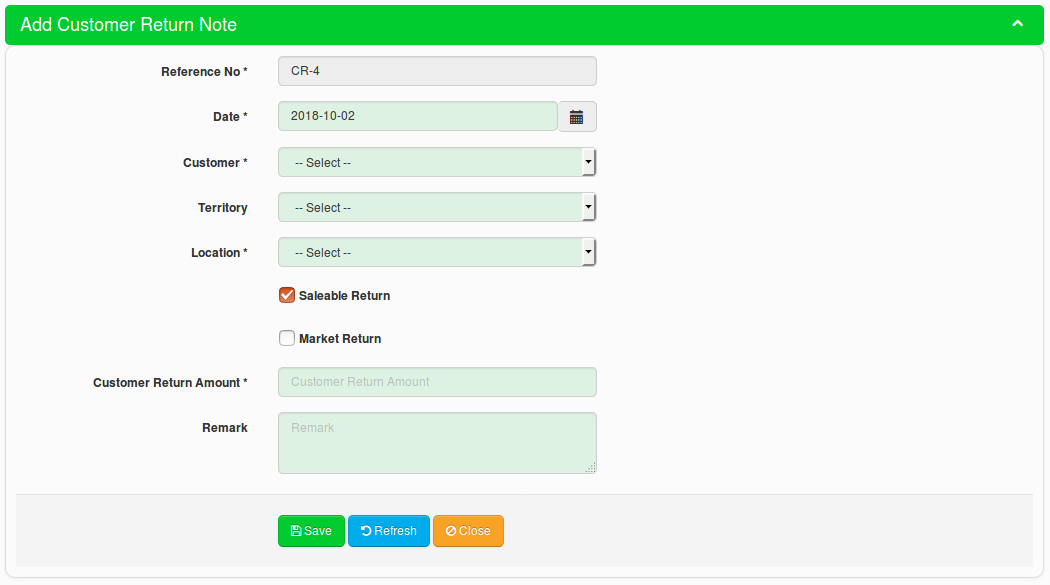 Add Customer Return Note
Reference No * CR-4
Date * 2018-10-02
Customer * -- Select --
Territory -- Select --
Location * -- Select --
Saleable Return
Market Return
Customer Return Amount * Customer Return Amount
Remark Remark
Save Refresh Close